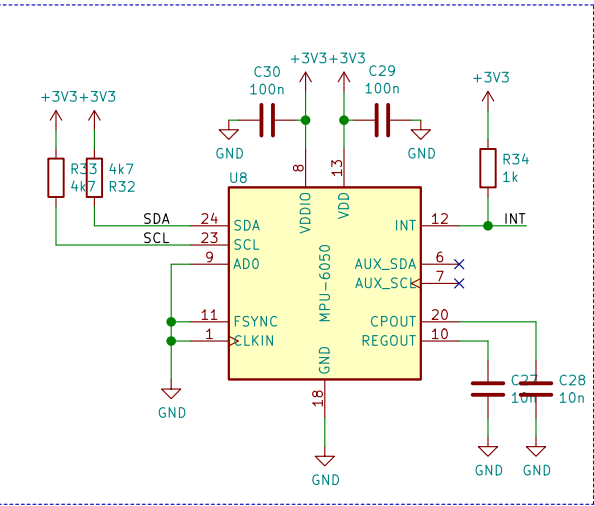 C30
100n
+3V3
+3V3
C29
100n
+3V3
+3V3
+3V3
GND
GND
R33
4k7
4k7
R32
R34
1k
U8
8
13
VDDIO
VDD
SDA
24
SDA
SCL
23
SCL
9
AD0
11
FSYNC
1
CLKIN
MPU-6050
INT
12
INT
AUX_SDA
6
AUX_SCL
7
CPOUT
20
REGOUT
10
GND
18
GND
GND
C27
10n
C28
10n
GND
GND